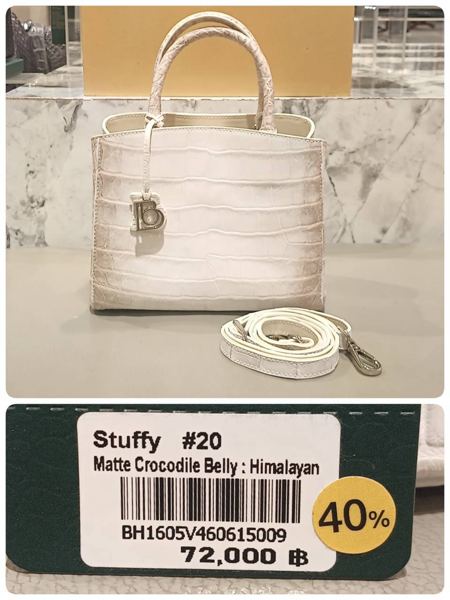 B
Stuffy #20
Matte Crocodile Belly : Himalayan
BH1605V460615009
72,000 ฿
40%